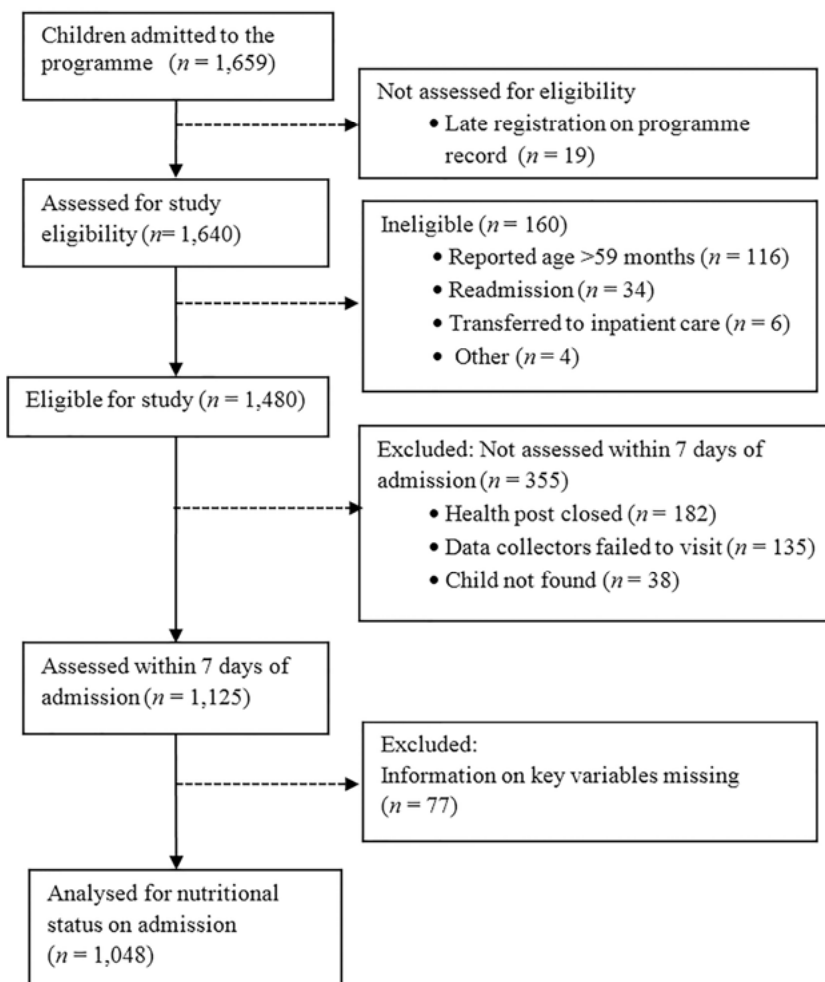 Children admitted to the
programme (n = 1,659)
Not assessed for eligibility
• Late registration on programme
record (n = 19)
Assessed for study
eligibility (n= 1,640)
Ineligible (n = 160)
• Reported age >59 months (n = 116)
• Readmission (n = 34)
• Transferred to inpatient care (n = 6)
• Other (n = 4)
Eligible for study (n = 1,480)
Excluded: Not assessed within 7 days of
admission (n = 355)
• Health post closed (n = 182)
• Data collectors failed to visit (n = 135)
• Child not found (n = 38)
Assessed within 7 days of
admission (n = 1,125)
Excluded:
Information on key variables missing
(n = 77)
Analysed for nutritional
status on admission
(n = 1,048)